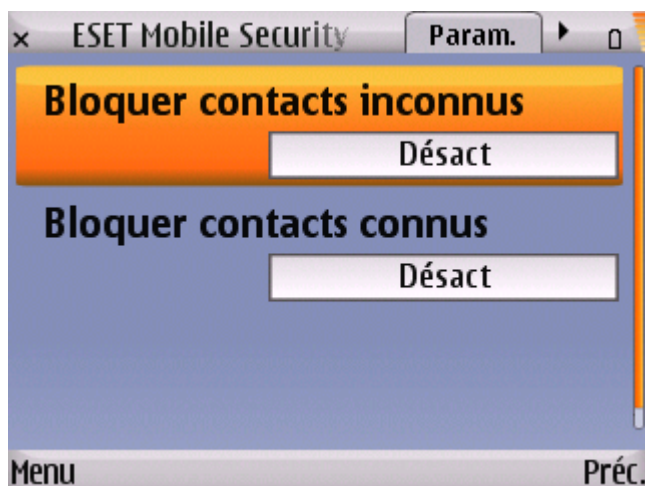 × ESET Mobile Security Param.
Bloquer contacts inconnus
Désact
Bloquer contacts connus
Désact
Menu Préc.